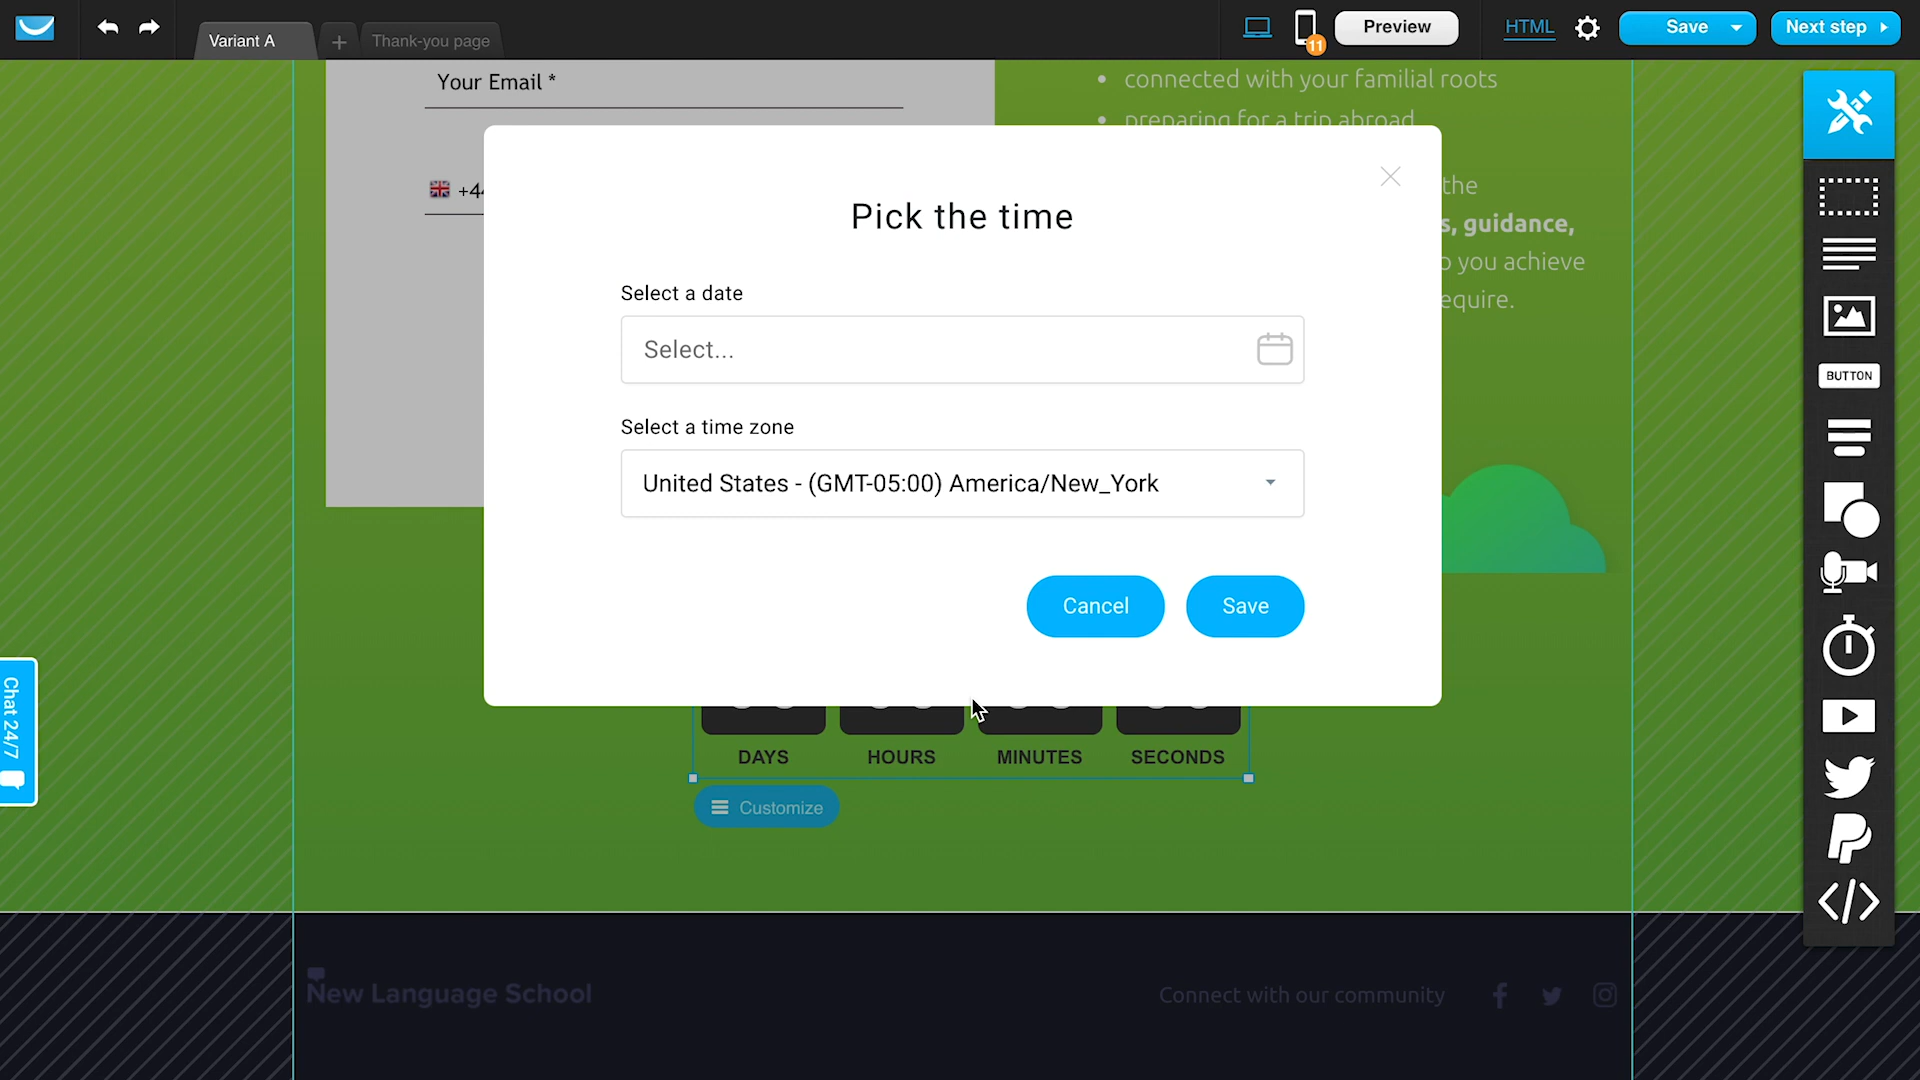 Variant A
+
Thank-you page
11
Preview
HTML
Save
Next step
Your Email *
connected with your familial roots
preparing for a trip abroad
+44
the
s, guidance,
o you achieve
equire.
Pick the time
Select a date
Select...
Select a time zone
United States - (GMT-05:00) America/New_York
Cancel
Save
BUTTON
Chat 24/7
DAYS
HOURS
MINUTES
SECONDS
Customize
New Language School
Connect with our community